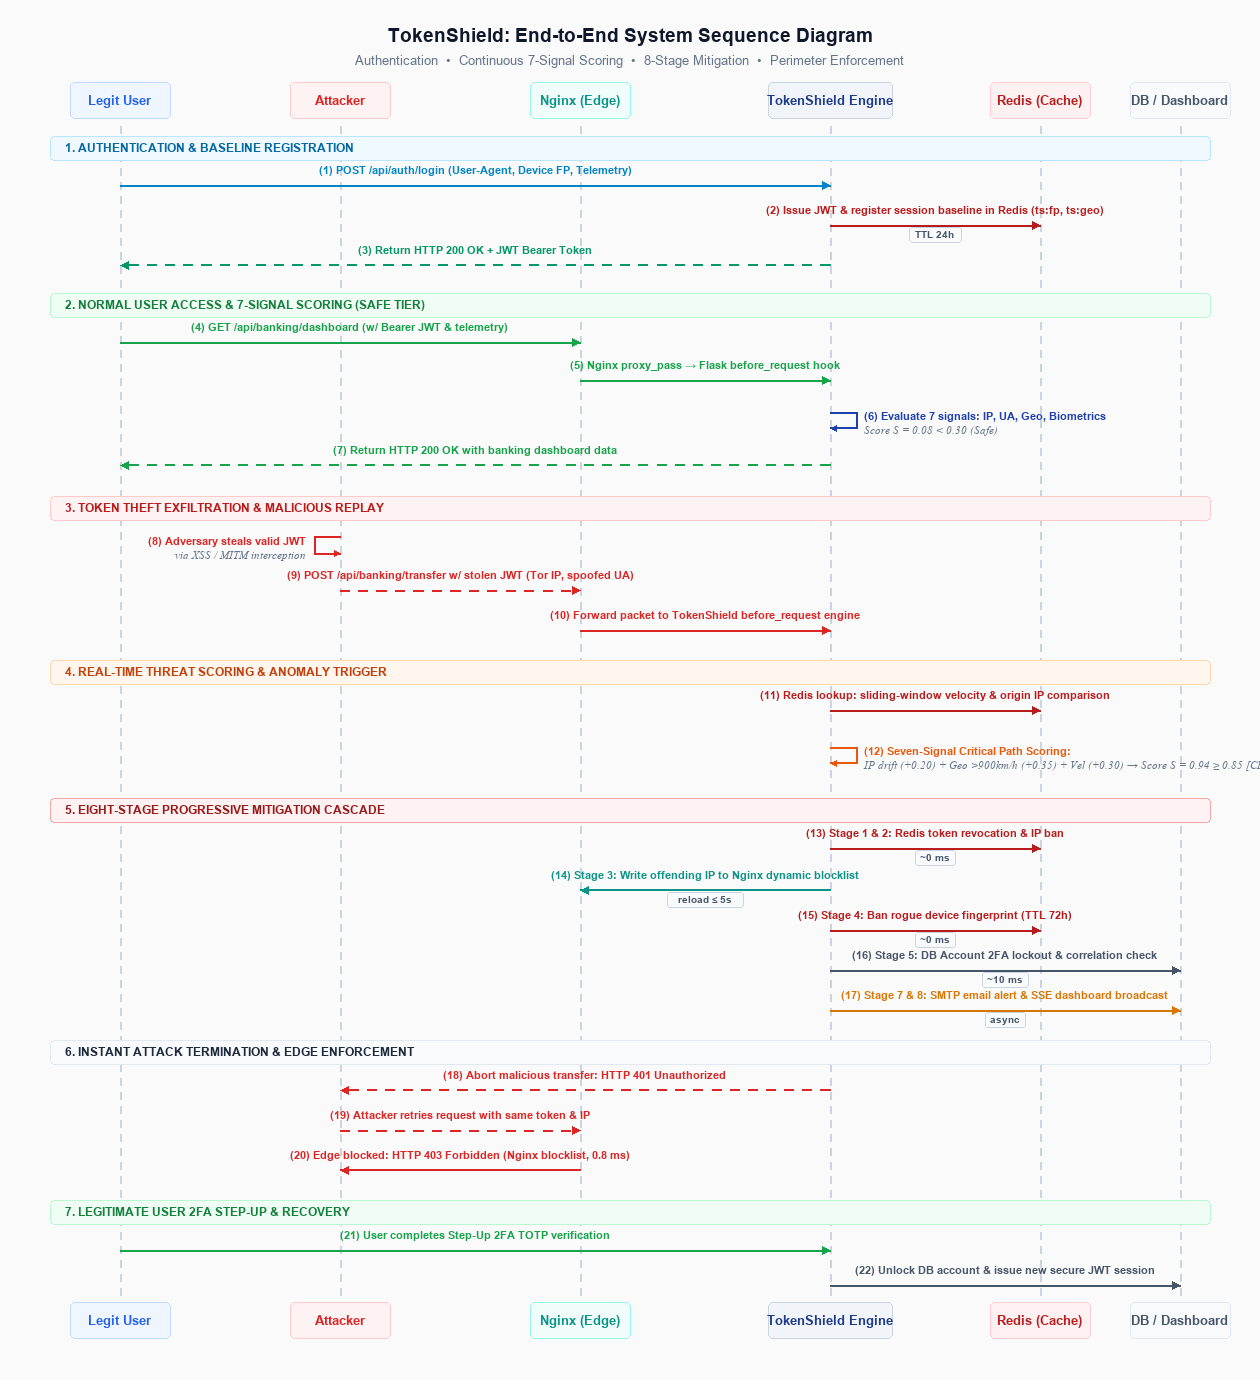 TokenShield: End-to-End System Sequence Diagram
Authentication • Continuous 7-Signal Scoring • 8-Stage Mitigation • Perimeter Enforcement
Legit User
Attacker
Nginx (Edge)
TokenShield Engine
Redis (Cache)
DB / Dashboard
1. AUTHENTICATION & BASELINE REGISTRATION
(1) POST /api/auth/login (User-Agent, Device FP, Telemetry)
(2) Issue JWT & register session baseline in Redis (ts:fp, ts:geo)
TTL 24h
(3) Return HTTP 200 OK + JWT Bearer Token
2. NORMAL USER ACCESS & 7-SIGNAL SCORING (SAFE TIER)
(4) GET /api/banking/dashboard (w/ Bearer JWT & telemetry)
(5) Nginx proxy_pass → Flask before_request hook
(6) Evaluate 7 signals: IP, UA, Geo, Biometrics
Score S = 0.08 < 0.30 (Safe)
(7) Return HTTP 200 OK with banking dashboard data
3. TOKEN THEFT EXFILTRATION & MALICIOUS REPLAY
(8) Adversary steals valid JWT
via XSS / MITM interception
(9) POST /api/banking/transfer w/ stolen JWT (Tor IP, spoofed UA)
(10) Forward packet to TokenShield before_request engine
4. REAL-TIME THREAT SCORING & ANOMALY TRIGGER
(11) Redis lookup: sliding-window velocity & origin IP comparison
(12) Seven-Signal Critical Path Scoring:
IP drift (+0.20) + Geo >900km/h (+0.35) + Vel (+0.30) → Score S = 0.94 ≥ 0.85
5. EIGHT-STAGE PROGRESSIVE MITIGATION CASCADE
(13) Stage 1 & 2: Redis token revocation & IP ban
~0 ms
(14) Stage 3: Write offending IP to Nginx dynamic blocklist
reload ≤ 5s
(15) Stage 4: Ban rogue device fingerprint (TTL 72h)
~0 ms
(16) Stage 5: DB Account 2FA lockout & correlation check
~10 ms
(17) Stage 7 & 8: SMTP email alert & SSE dashboard broadcast
async
6. INSTANT ATTACK TERMINATION & EDGE ENFORCEMENT
(18) Abort malicious transfer: HTTP 401 Unauthorized
(19) Attacker retries request with same token & IP
(20) Edge blocked: HTTP 403 Forbidden (Nginx blocklist, 0.8 ms)
7. LEGITIMATE USER 2FA STEP-UP & RECOVERY
(21) User completes Step-Up 2FA TOTP verification
(22) Unlock DB account & issue new secure JWT session
Legit User
Attacker
Nginx (Edge)
TokenShield Engine
Redis (Cache)
DB / Dashboard